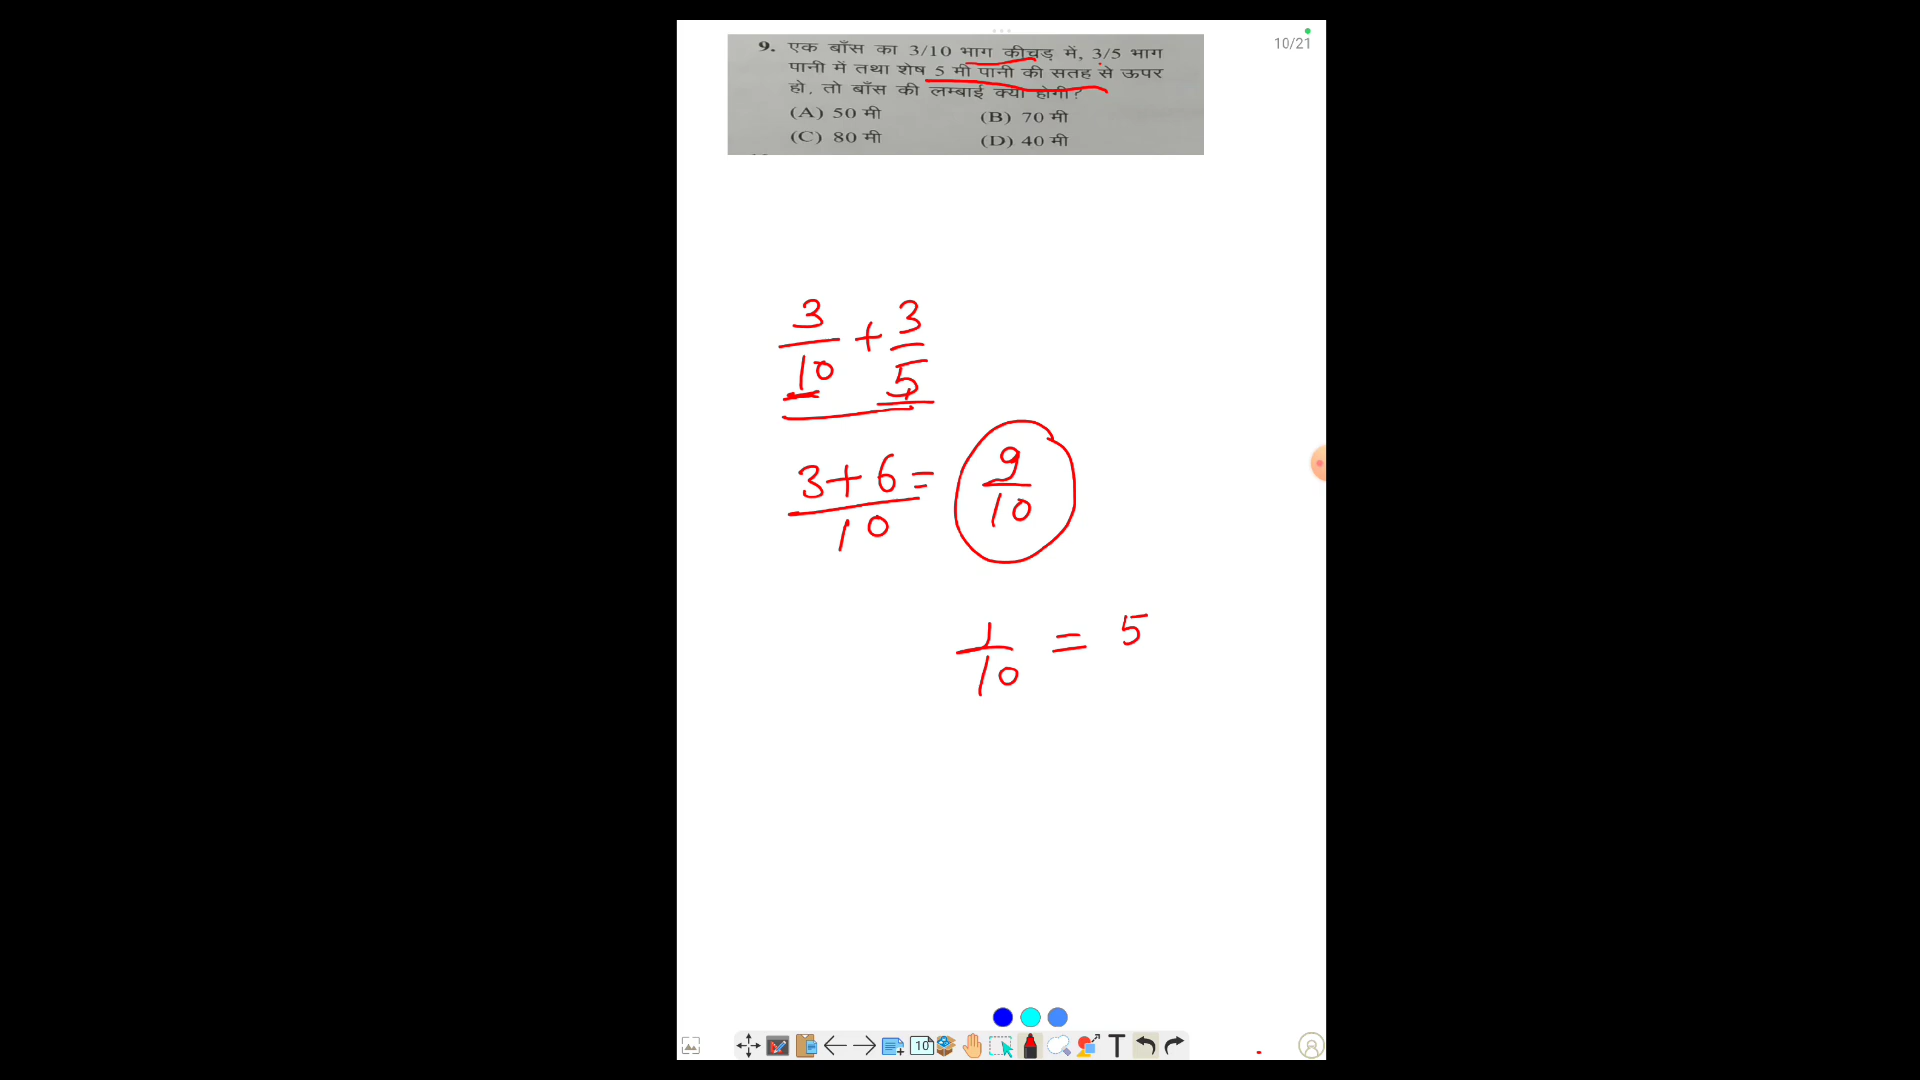 10/21
9. एक बाँस का 3/10 भाग कीचड़ में, 3/5 भाग
पानी में तथा शेष 5 मी पानी की सतह से ऊपर
हो, तो बाँस की लम्बाई क्या होगी?
(A) 50 मी (B) 70 मी
(C) 80 मी (D) 40 मी
3/10 + 3/5
3+6/10 = 9/10
1/10 = 5
10 T